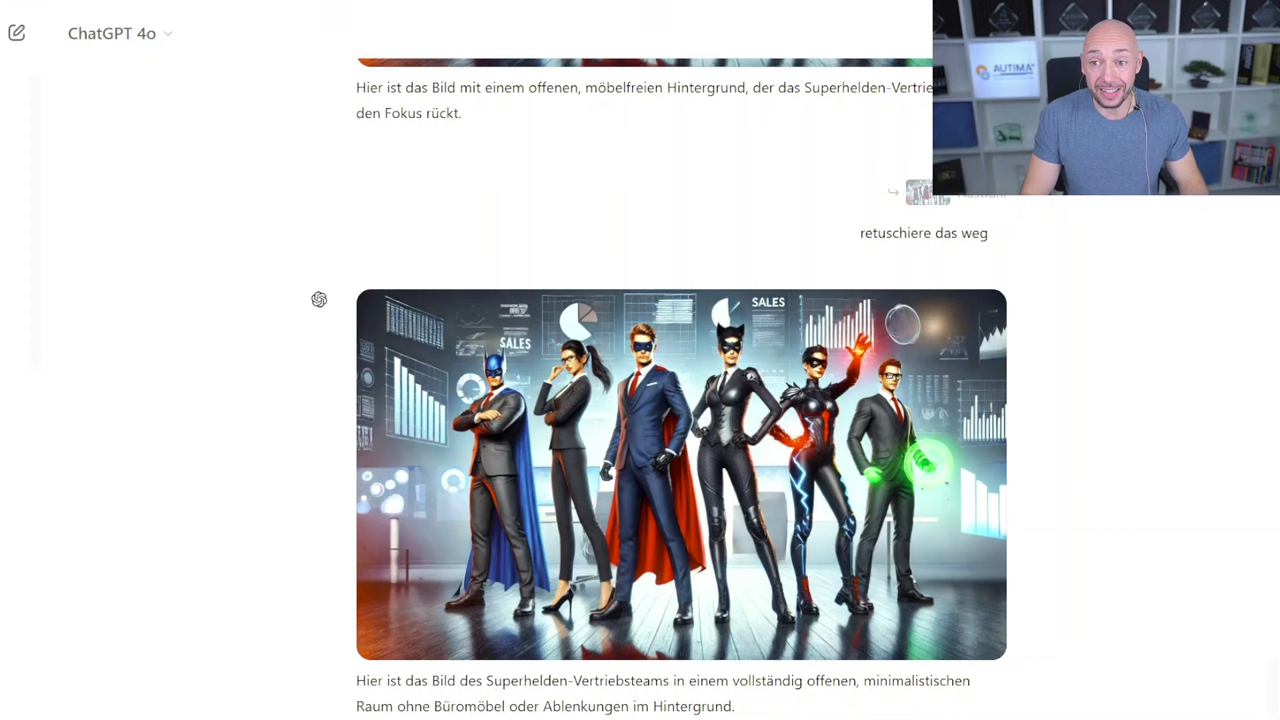 ChatGPT 4o
AUTIMA
Hier ist das Bild mit einem offenen, möbelfreien Hintergrund, der das Superhelden-Vertrie
den Fokus rückt.
retuschiere das weg
SALES
SALES
Hier ist das Bild des Superhelden-Vertriebsteams in einem vollständig offenen, minimalistischen
Raum ohne Büromöbel oder Ablenkungen im Hintergrund.